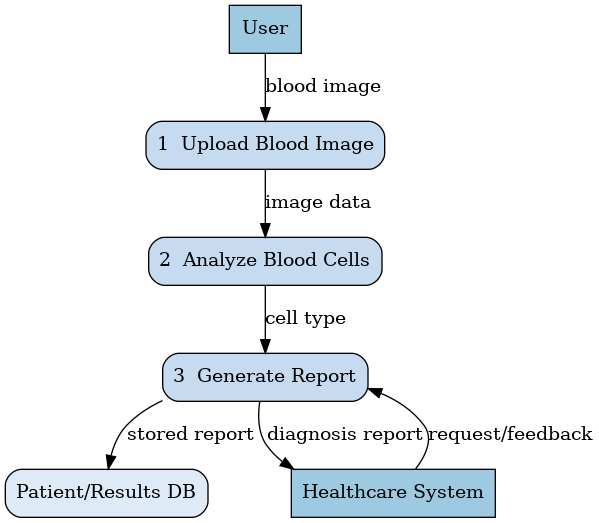 User
blood image
1 Upload Blood Image
image data
2 Analyze Blood Cells
cell type
3 Generate Report
stored report
diagnosis report
request/feedback
Patient/Results DB
Healthcare System